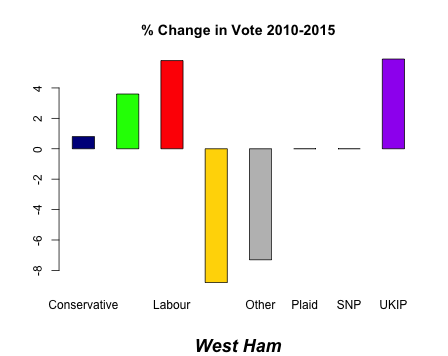 % Change in Vote 2010-2015
4
2
0
-2
-4
-6
-8
Conservative Labour Other Plaid SNP UKIP
West Ham